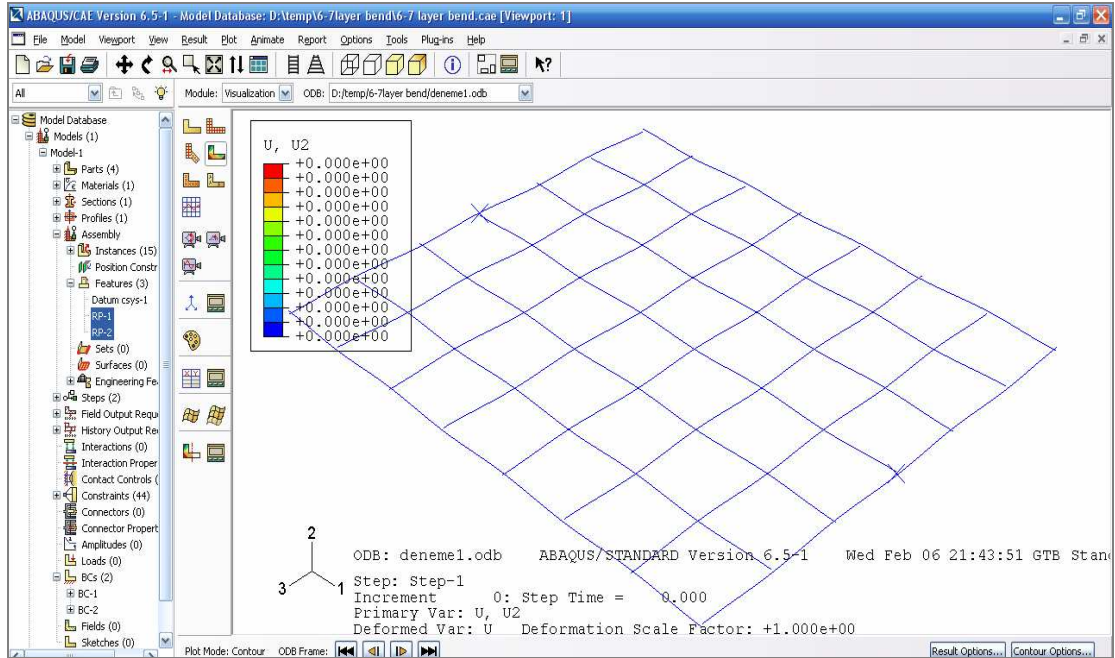 ABAQUS/CAE Version 6.5-1 - Model Database: D:\temp\6-7layer bend\6-7 layer bend.cae [Viewport: 1]
File Model Viewport View Result Plot Animate Report Options Tools Plug-ins Help
All Module: Visualization ODB: D:/temp/6-7layer bend/deneme1.odb
Model Database
Models (1)
Model-1
Parts (4)
Materials (1)
Sections (1)
Profiles (1)
Assembly
Instances (15)
Position Constr
Features (3)
Datum csys-1
RP-1
RP-2
Sets (0)
Surfaces (0)
Engineering Fe
Steps (2)
Field Output Requ
History Output Re
Interactions (0)
Interaction Proper
Contact Controls (
Constraints (44)
Connectors (0)
Connector Propert
Amplitudes (0)
Loads (0)
BCs (2)
BC-1
BC-2
Fields (0)
Sketches (0)
U, U2
+0.000e+00
+0.000e+00
+0.000e+00
+0.000e+00
+0.000e+00
+0.000e+00
+0.000e+00
+0.000e+00
+0.000e+00
+0.000e+00
+0.000e+00
+0.000e+00
+0.000e+00
2
3 1
ODB: deneme1.odb ABAQUS/STANDARD Version 6.5-1 Wed Feb 06 21:43:51 GTB Stan
Step: Step-1
Increment 0: Step Time = 0.000
Primary Var: U, U2
Deformed Var: U Deformation Scale Factor: +1.000e+00
Plot Mode: Contour ODB Frame: Result Options... Contour Options...